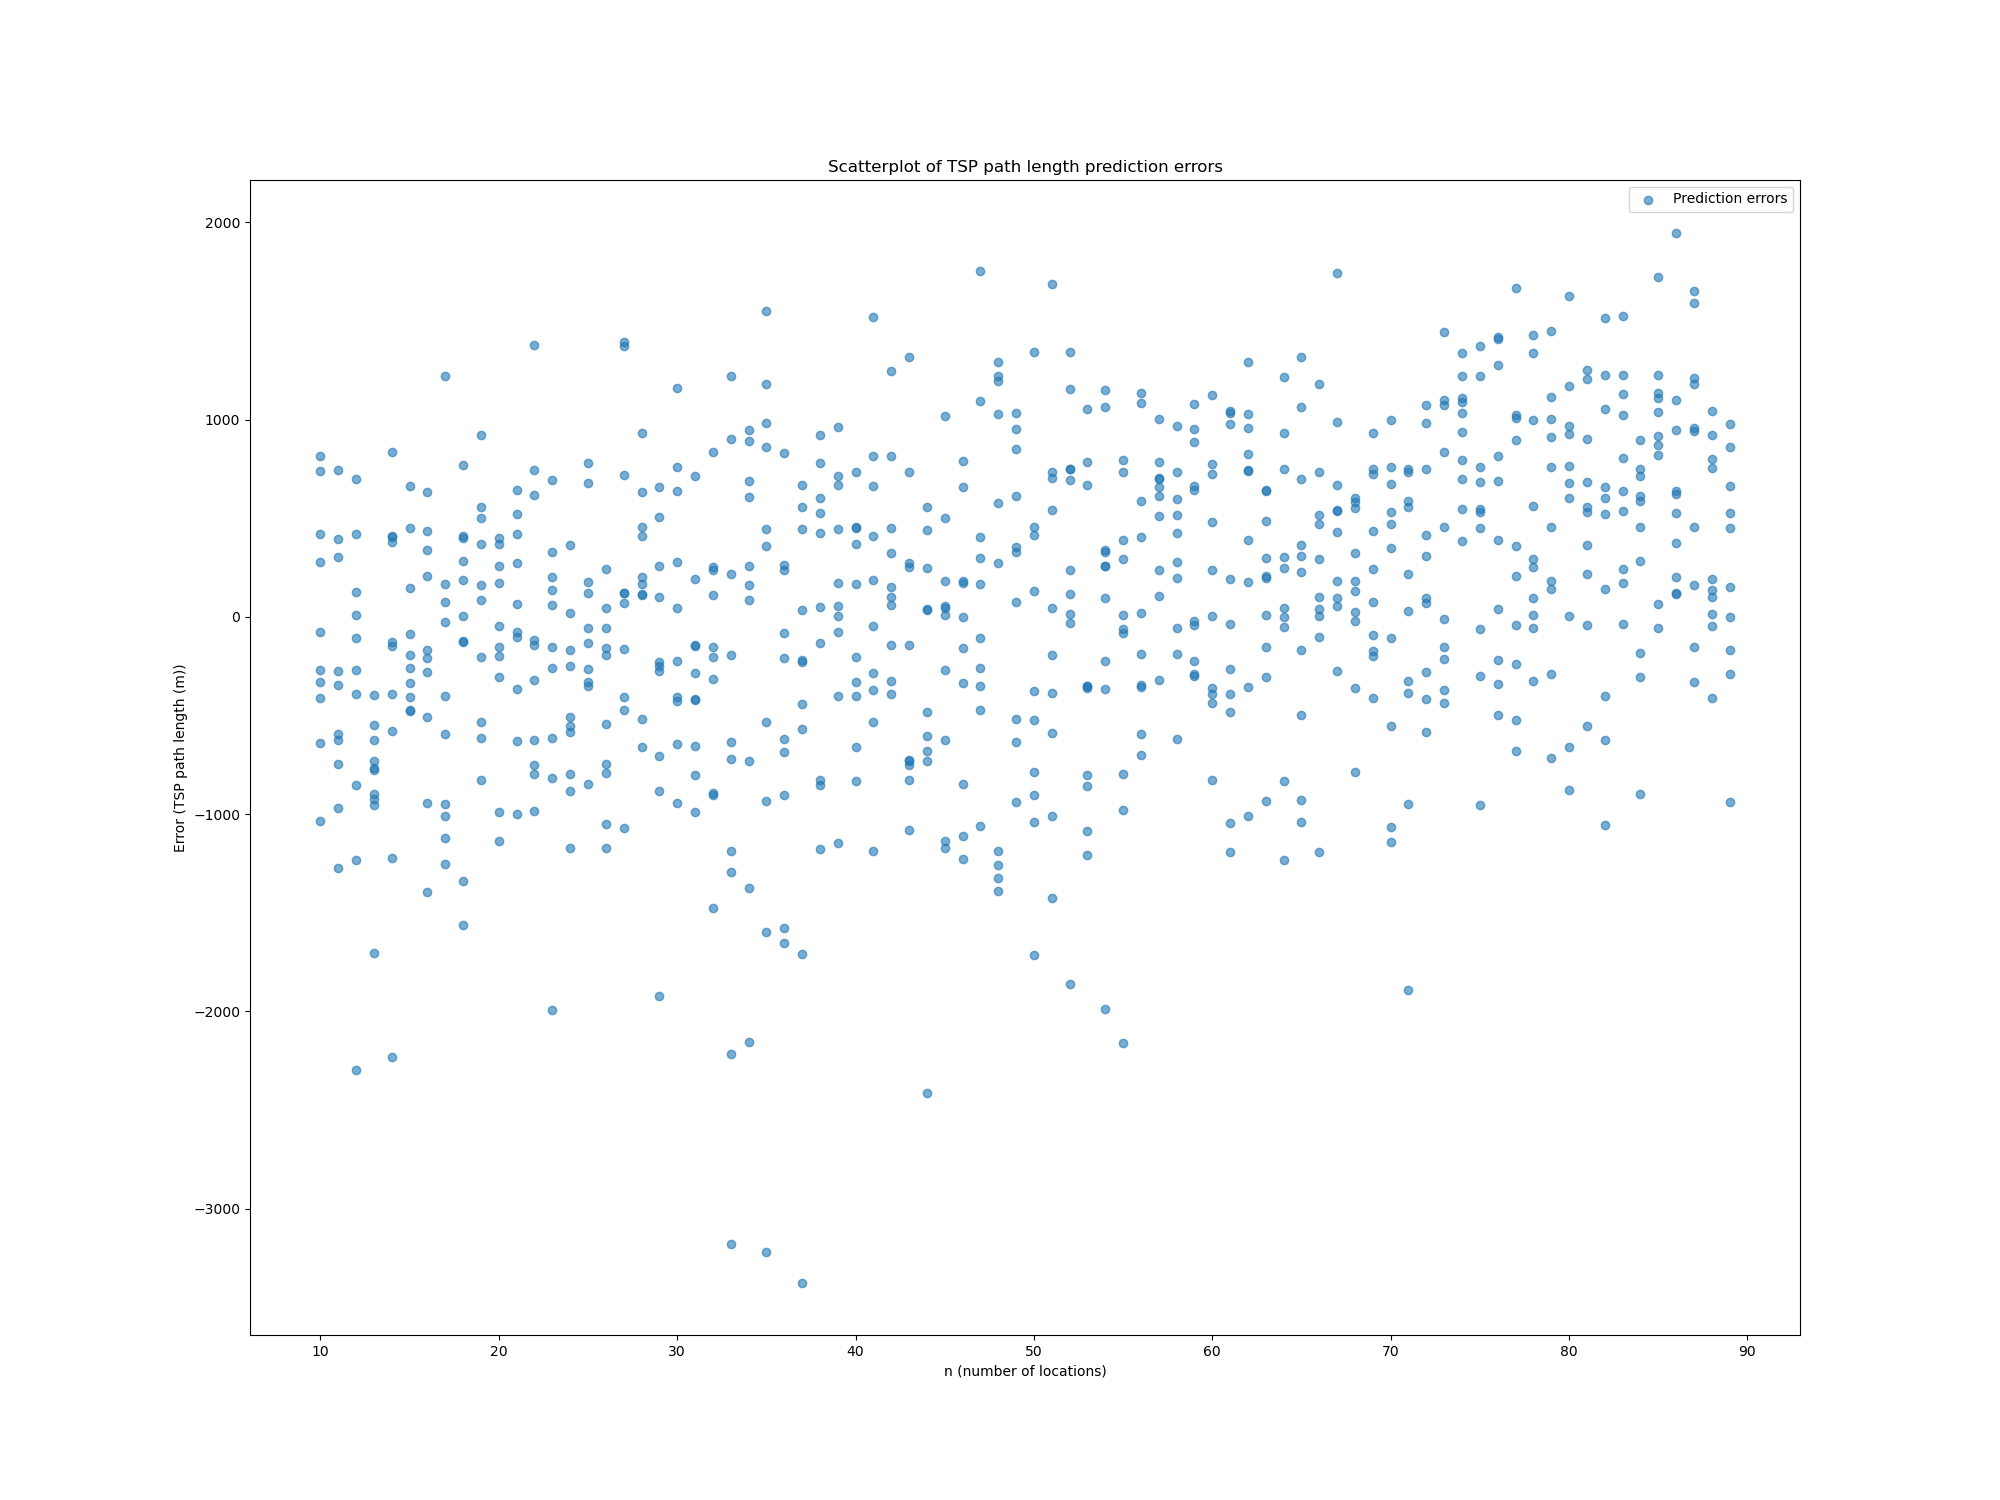 Scatterplot of TSP path length prediction errors
Prediction errors
2000
1000
0
−1000
−2000
−3000
Error (TSP path length (m))
10 20 30 40 50 60 70 80 90
n (number of locations)